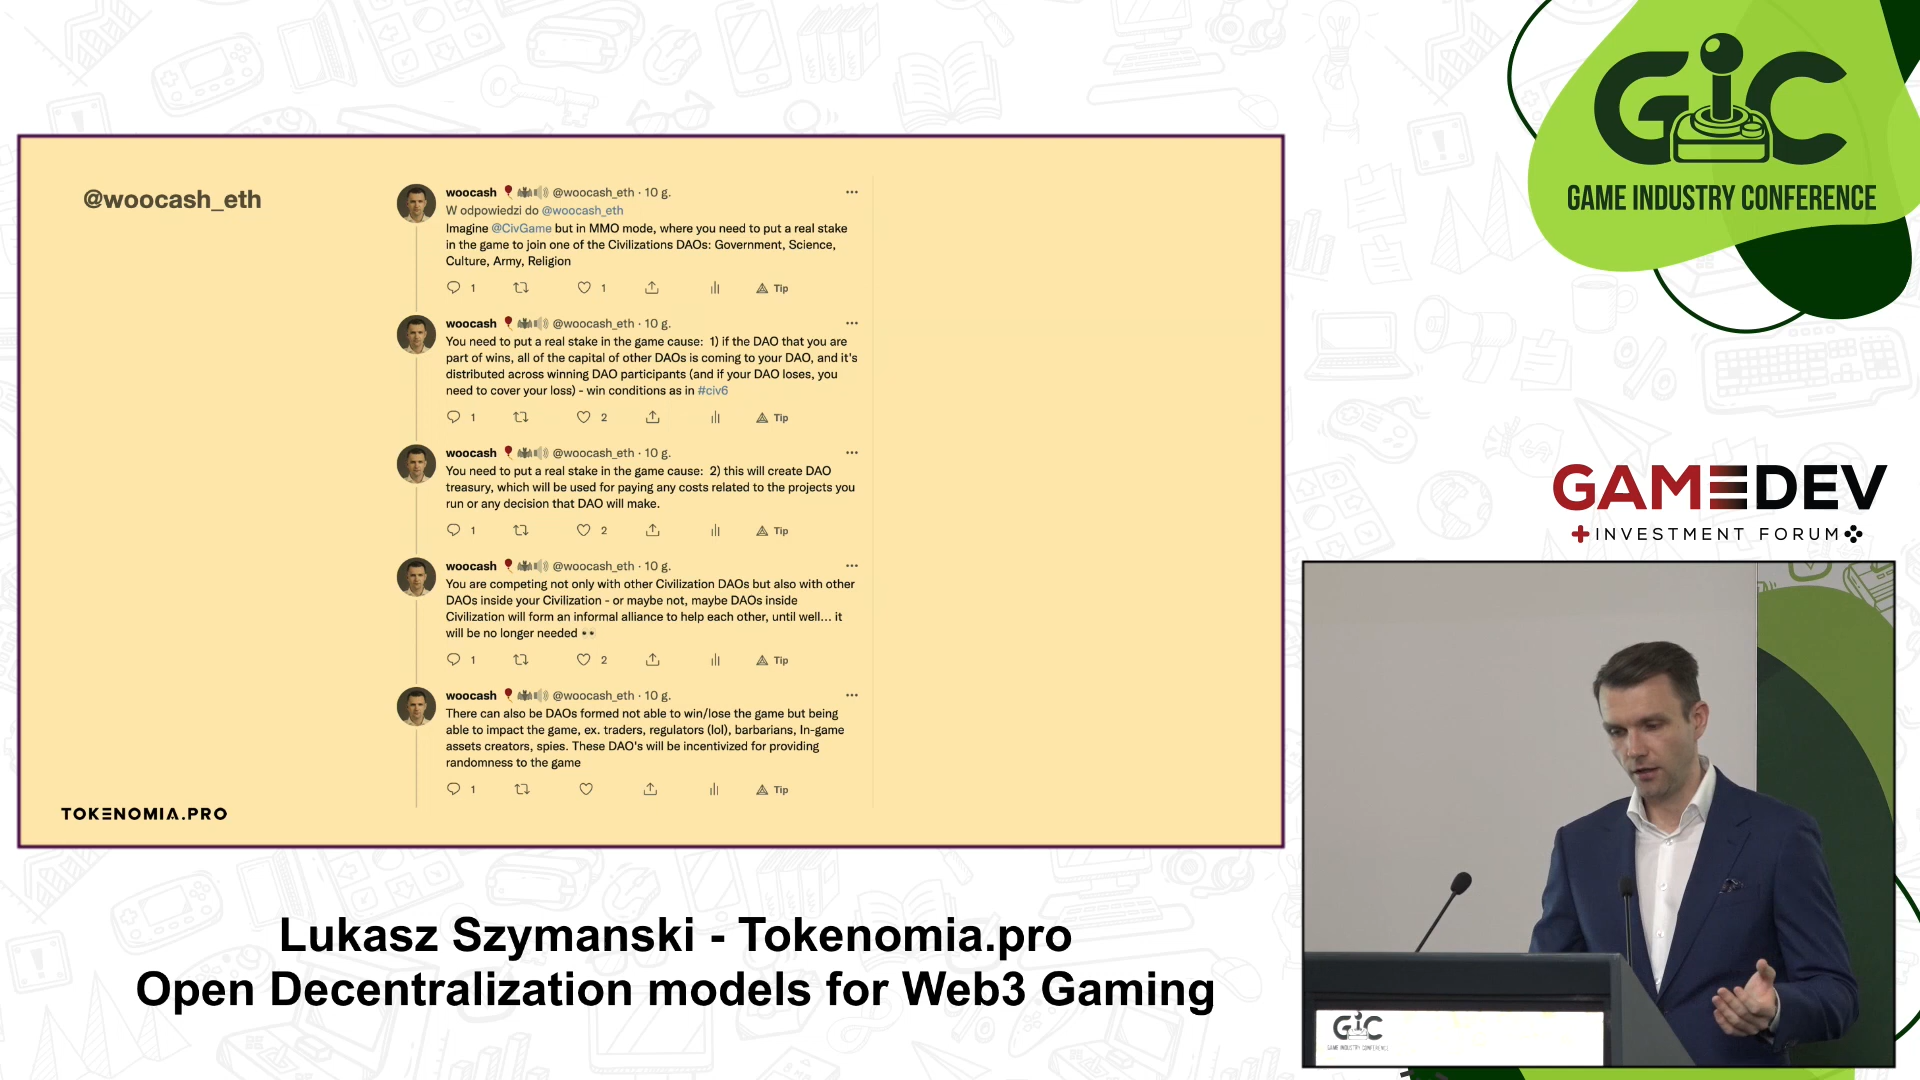 @woocash_eth
woocash @woocash_eth · 10 g.
W odpowiedzi do @woocash_eth
Imagine @CivGame but in MMO mode, where you need to put a real stake
in the game to join one of the Civilizations DAOs: Government, Science,
Culture, Army, Religion
1 1 Tip
woocash @woocash_eth · 10 g.
You need to put a real stake in the game cause: 1) if the DAO that you are
part of wins, all of the capital of other DAOs is coming to your DAO, and it's
distributed across winning DAO participants (and if your DAO loses, you
need to cover your loss) - win conditions as in #civ6
1 2 Tip
woocash @woocash_eth · 10 g.
You need to put a real stake in the game cause: 2) this will create DAO
treasury, which will be used for paying any costs related to the projects you
run or any decision that DAO will make.
1 2 Tip
woocash @woocash_eth · 10 g.
You are competing not only with other Civilization DAOs but also with other
DAOs inside your Civilization - or maybe not, maybe DAOs inside
Civilization will form an informal alliance to help each other, until well... it
will be no longer needed 👀
1 2 Tip
woocash @woocash_eth · 10 g.
There can also be DAOs formed not able to win/lose the game but being
able to impact the game, ex. traders, regulators (lol), barbarians, In-game
assets creators, spies. These DAO's will be incentivized for providing
randomness to the game
1 Tip
TOKENOMIA.PRO
GIC
GAME INDUSTRY CONFERENCE
GAMEDEV
INVESTMENT FORUM
GIC
GAME INDUSTRY CONFERENCE
Lukasz Szymanski - Tokenomia.pro
Open Decentralization models for Web3 Gaming